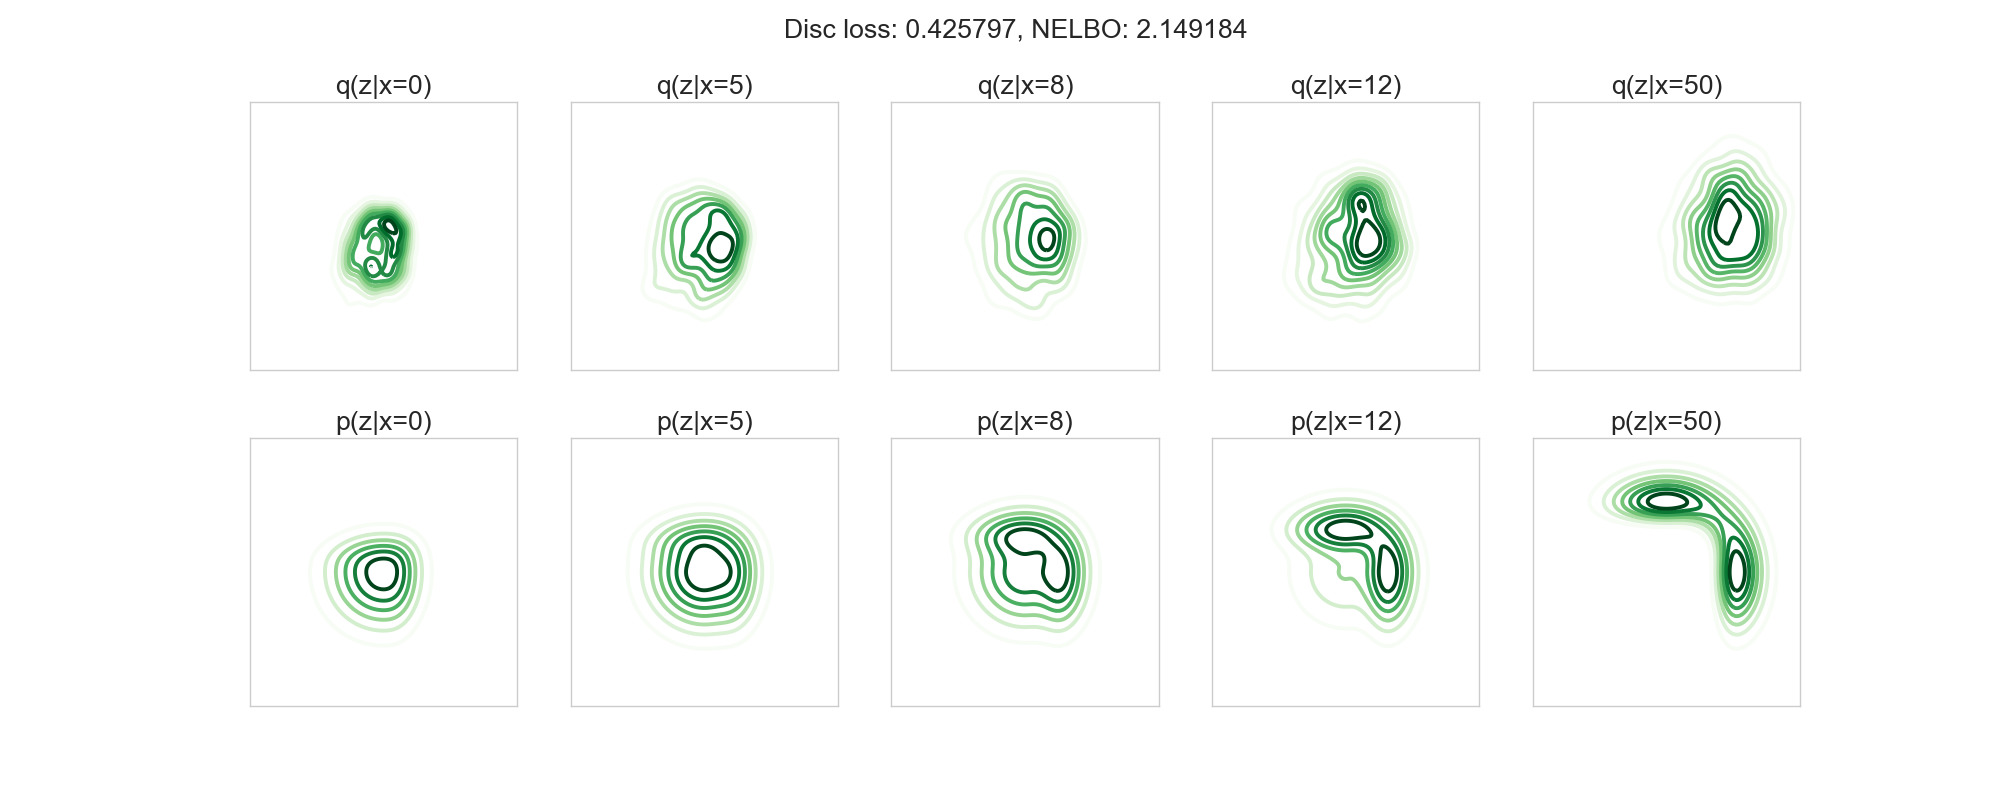 Disc loss: 0.425797, NELBO: 2.149184
q(z|x=0) q(z|x=5) q(z|x=8) q(z|x=12) q(z|x=50)
p(z|x=0) p(z|x=5) p(z|x=8) p(z|x=12) p(z|x=50)